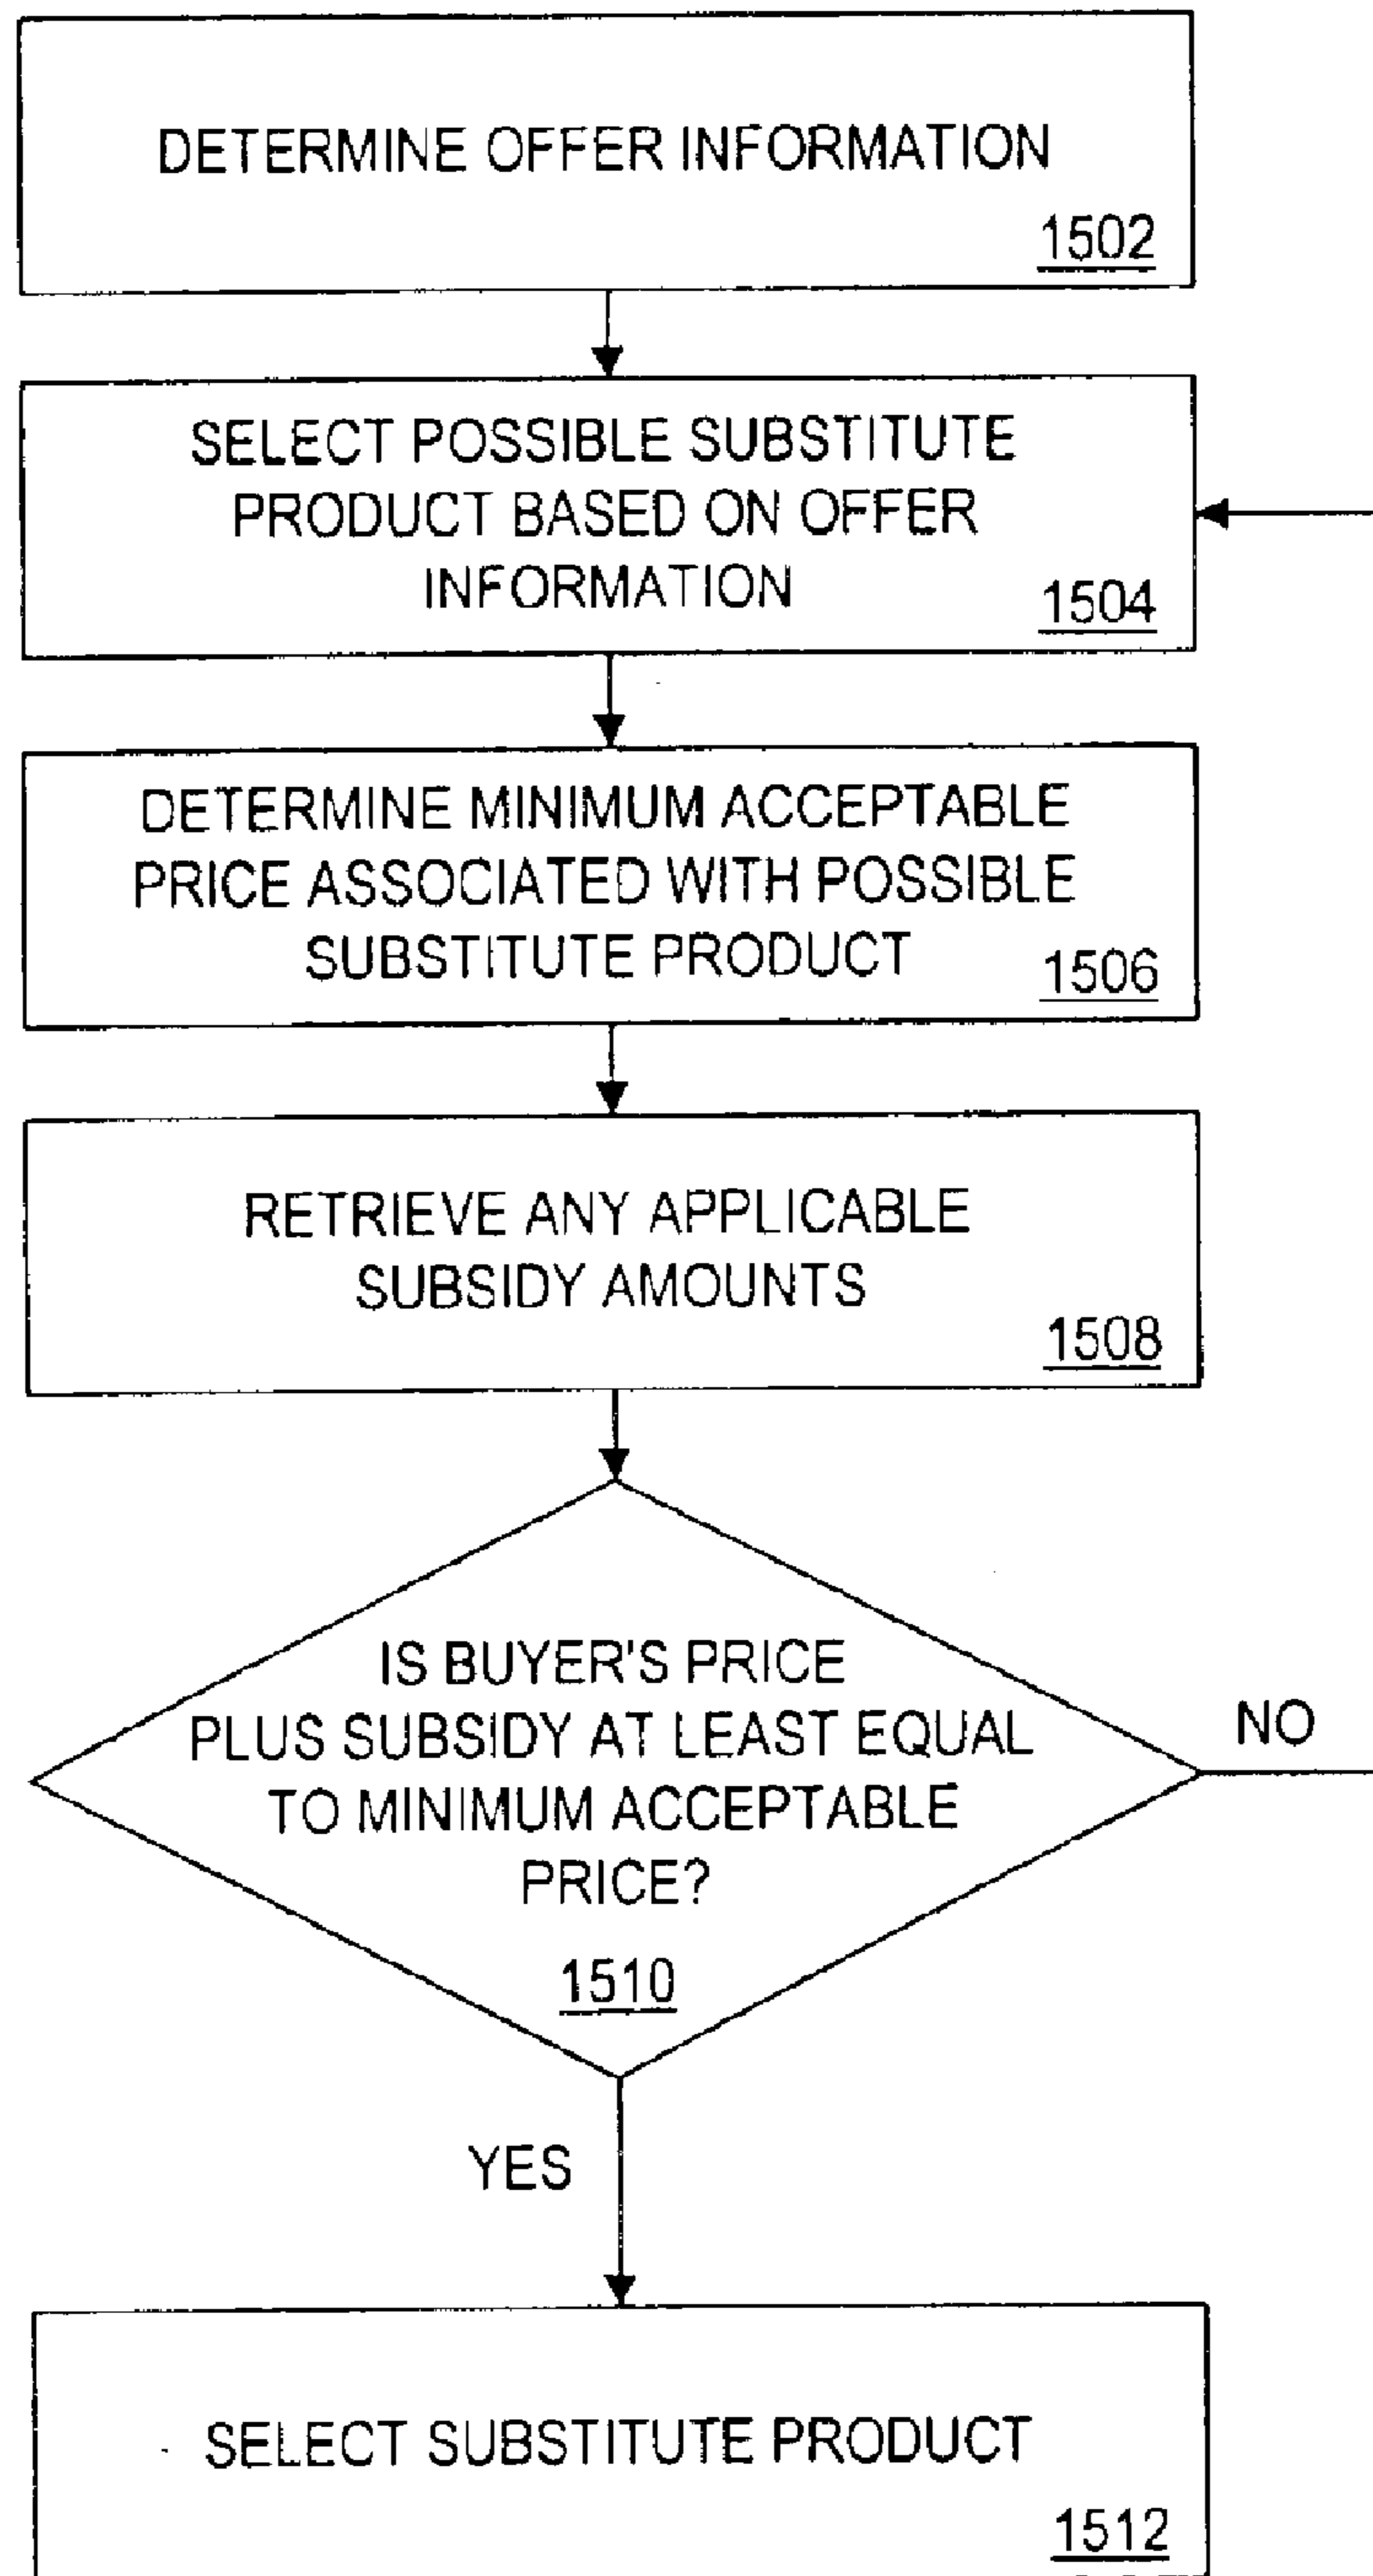 DETERMINE OFFER INFORMATION
1502
SELECT POSSIBLE SUBSTITUTE
PRODUCT BASED ON OFFER
INFORMATION
1504
DETERMINE MINIMUM ACCEPTABLE
PRICE ASSOCIATED WITH POSSIBLE
SUBSTITUTE PRODUCT
1506
RETRIEVE ANY APPLICABLE
SUBSIDY AMOUNTS
1508
IS BUYER'S PRICE
PLUS SUBSIDY AT LEAST EQUAL
TO MINIMUM ACCEPTABLE
PRICE?
1510
NO
YES
SELECT SUBSTITUTE PRODUCT
1512